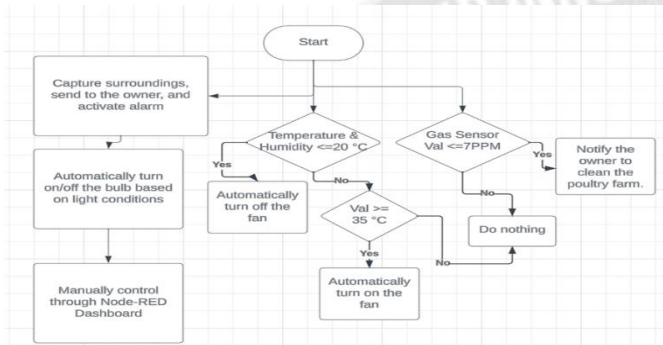 Start
Capture surroundings,
send to the owner, and
activate alarm
Temperature &
Humidity <=20 °C
Gas Sensor
Val <=7PPM
Yes
Notify the
owner to
clean the
poultry farm.
Yes
Automatically turn
on/off the bulb based
on light conditions
No
No
Automatically
turn off the
fan
Val >=
35 °C
Do nothing
Yes
No
Manually control
through Node-RED
Dashboard
Automatically
turn on the
fan